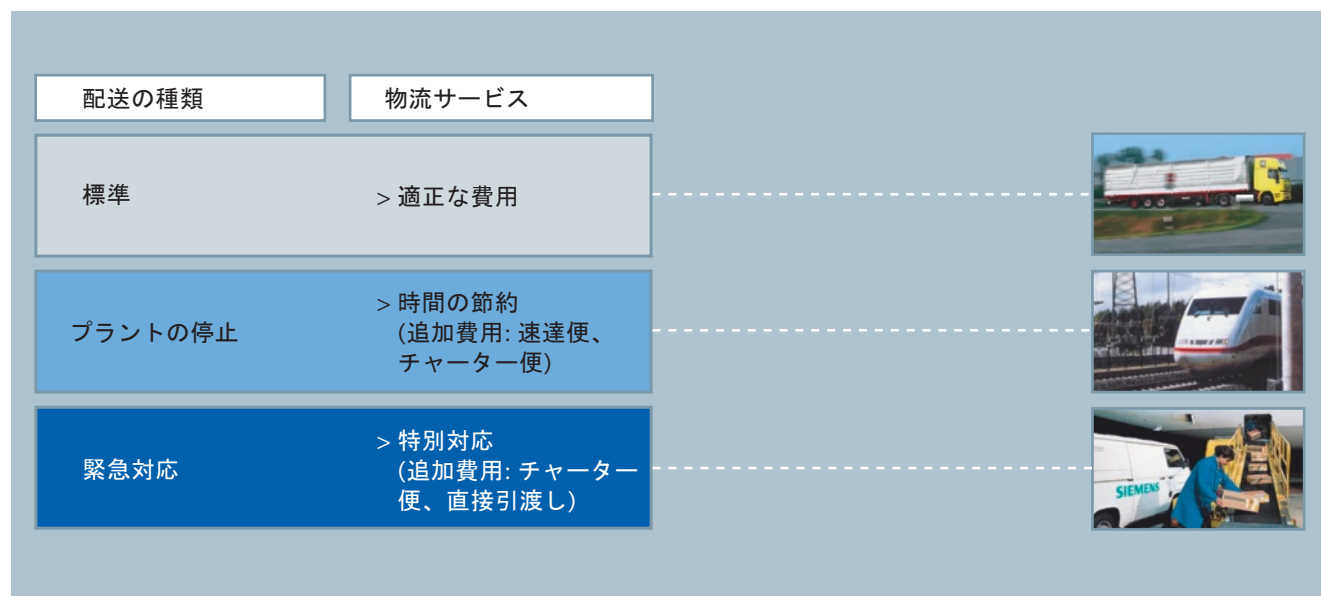 配送の種類
物流サービス
標準
> 適正な費用
プラントの停止
> 時間の節約
(追加費用: 速達便、
チャーター便)
緊急対応
> 特別対応
(追加費用: チャーター
便、直接引渡し)
SIEMENS